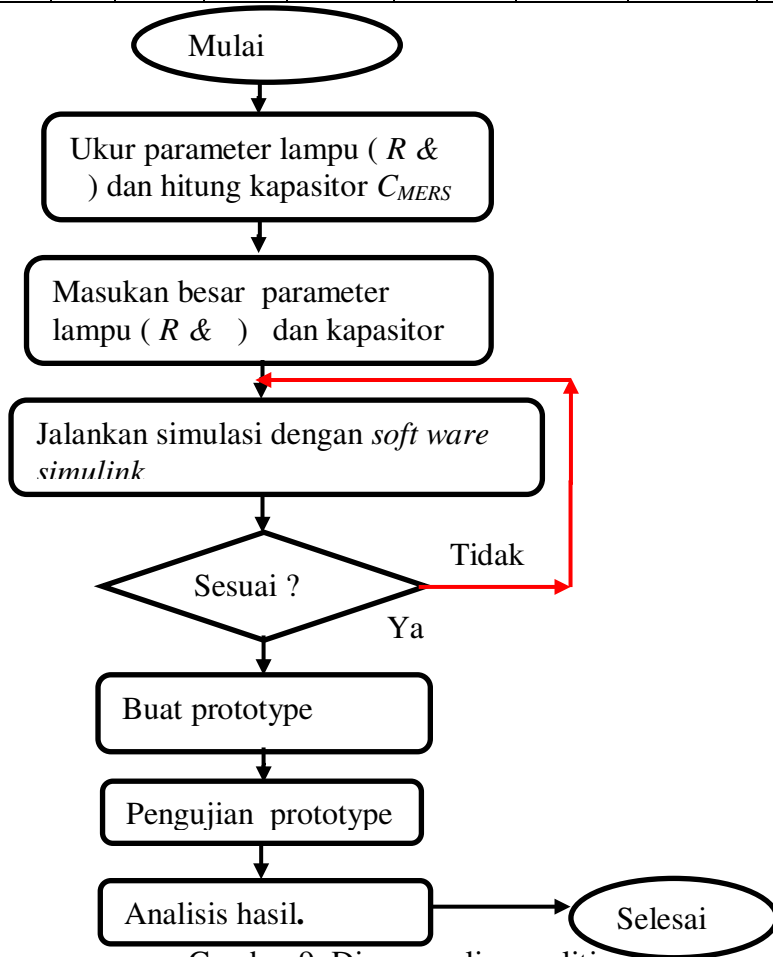 Mulai
Ukur parameter lampu ( R &
) dan hitung kapasitor CMERS
Masukan besar parameter
lampu ( R & ) dan kapasitor
Jalankan simulasi dengan soft ware
simulink
Sesuai ?
Tidak
Ya
Buat prototype
Pengujian prototype
Analisis hasil.
Selesai